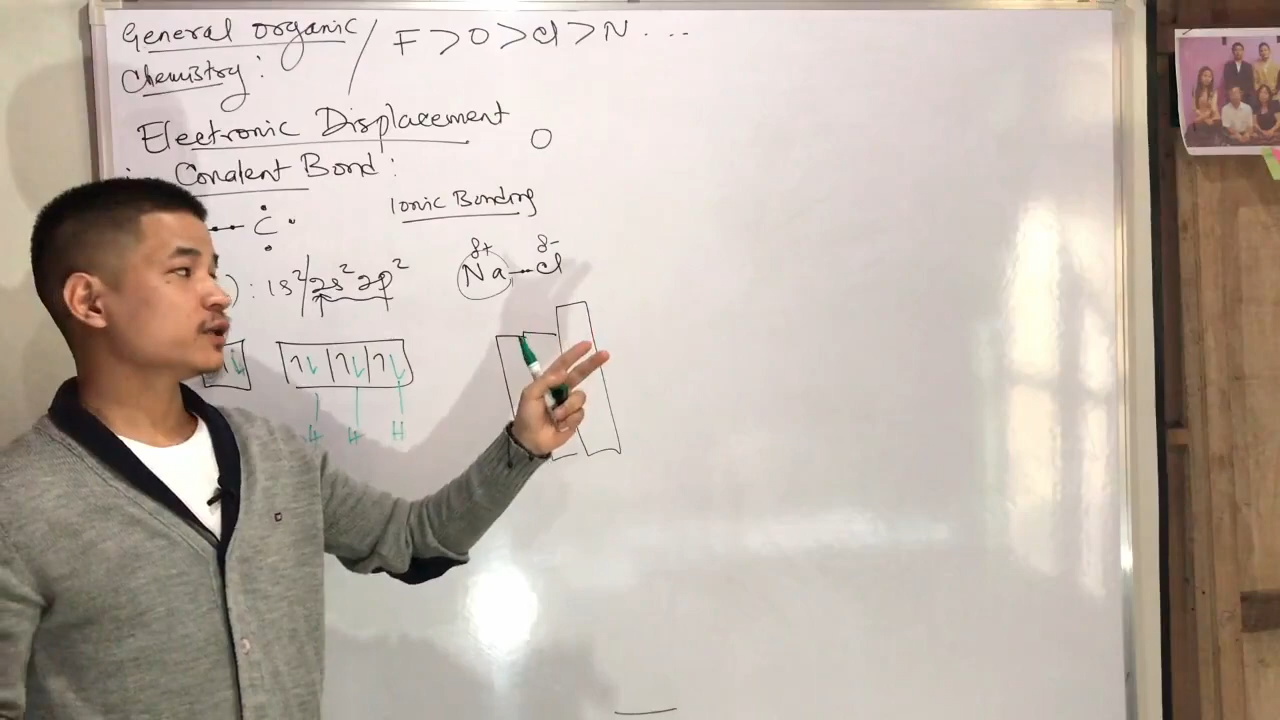 General organic / F > O > Cl > N ...
Chemistry :
Electronic Displacement
O
Covalent Bond :
Ionic Bonding
C
δ+ δ-
Na — Cl
) : 1s² / 2s² 2p²
H H H